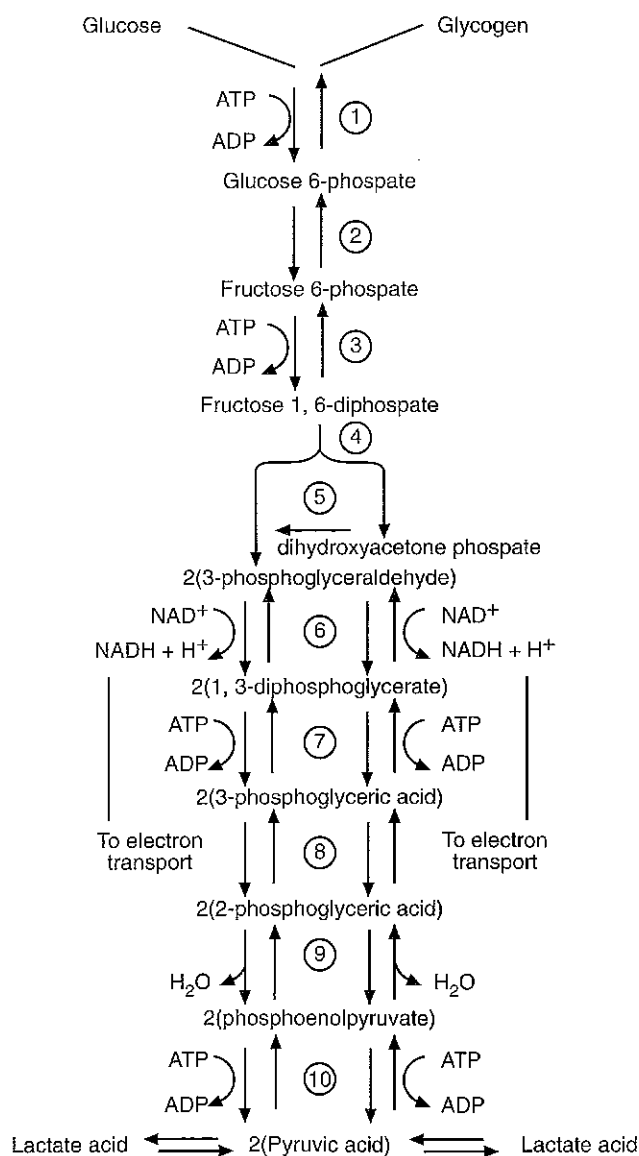 Glucose Glycogen
ATP
ADP
1
Glucose 6-phospate
2
Fructose 6-phospate
ATP
ADP
3
Fructose 1, 6-diphospate
4
5
dihydroxyacetone phospate
2(3-phosphoglyceraldehyde)
NAD+ 6 NAD+
NADH + H+ NADH + H+
2(1, 3-diphosphoglycerate)
ATP 7 ATP
ADP ADP
2(3-phosphoglyceric acid)
To electron
transport
8
To electron
transport
2(2-phosphoglyceric acid)
9
H2O H2O
2(phosphoenolpyruvate)
ATP 10 ATP
ADP ADP
Lactate acid 2(Pyruvic acid) Lactate acid